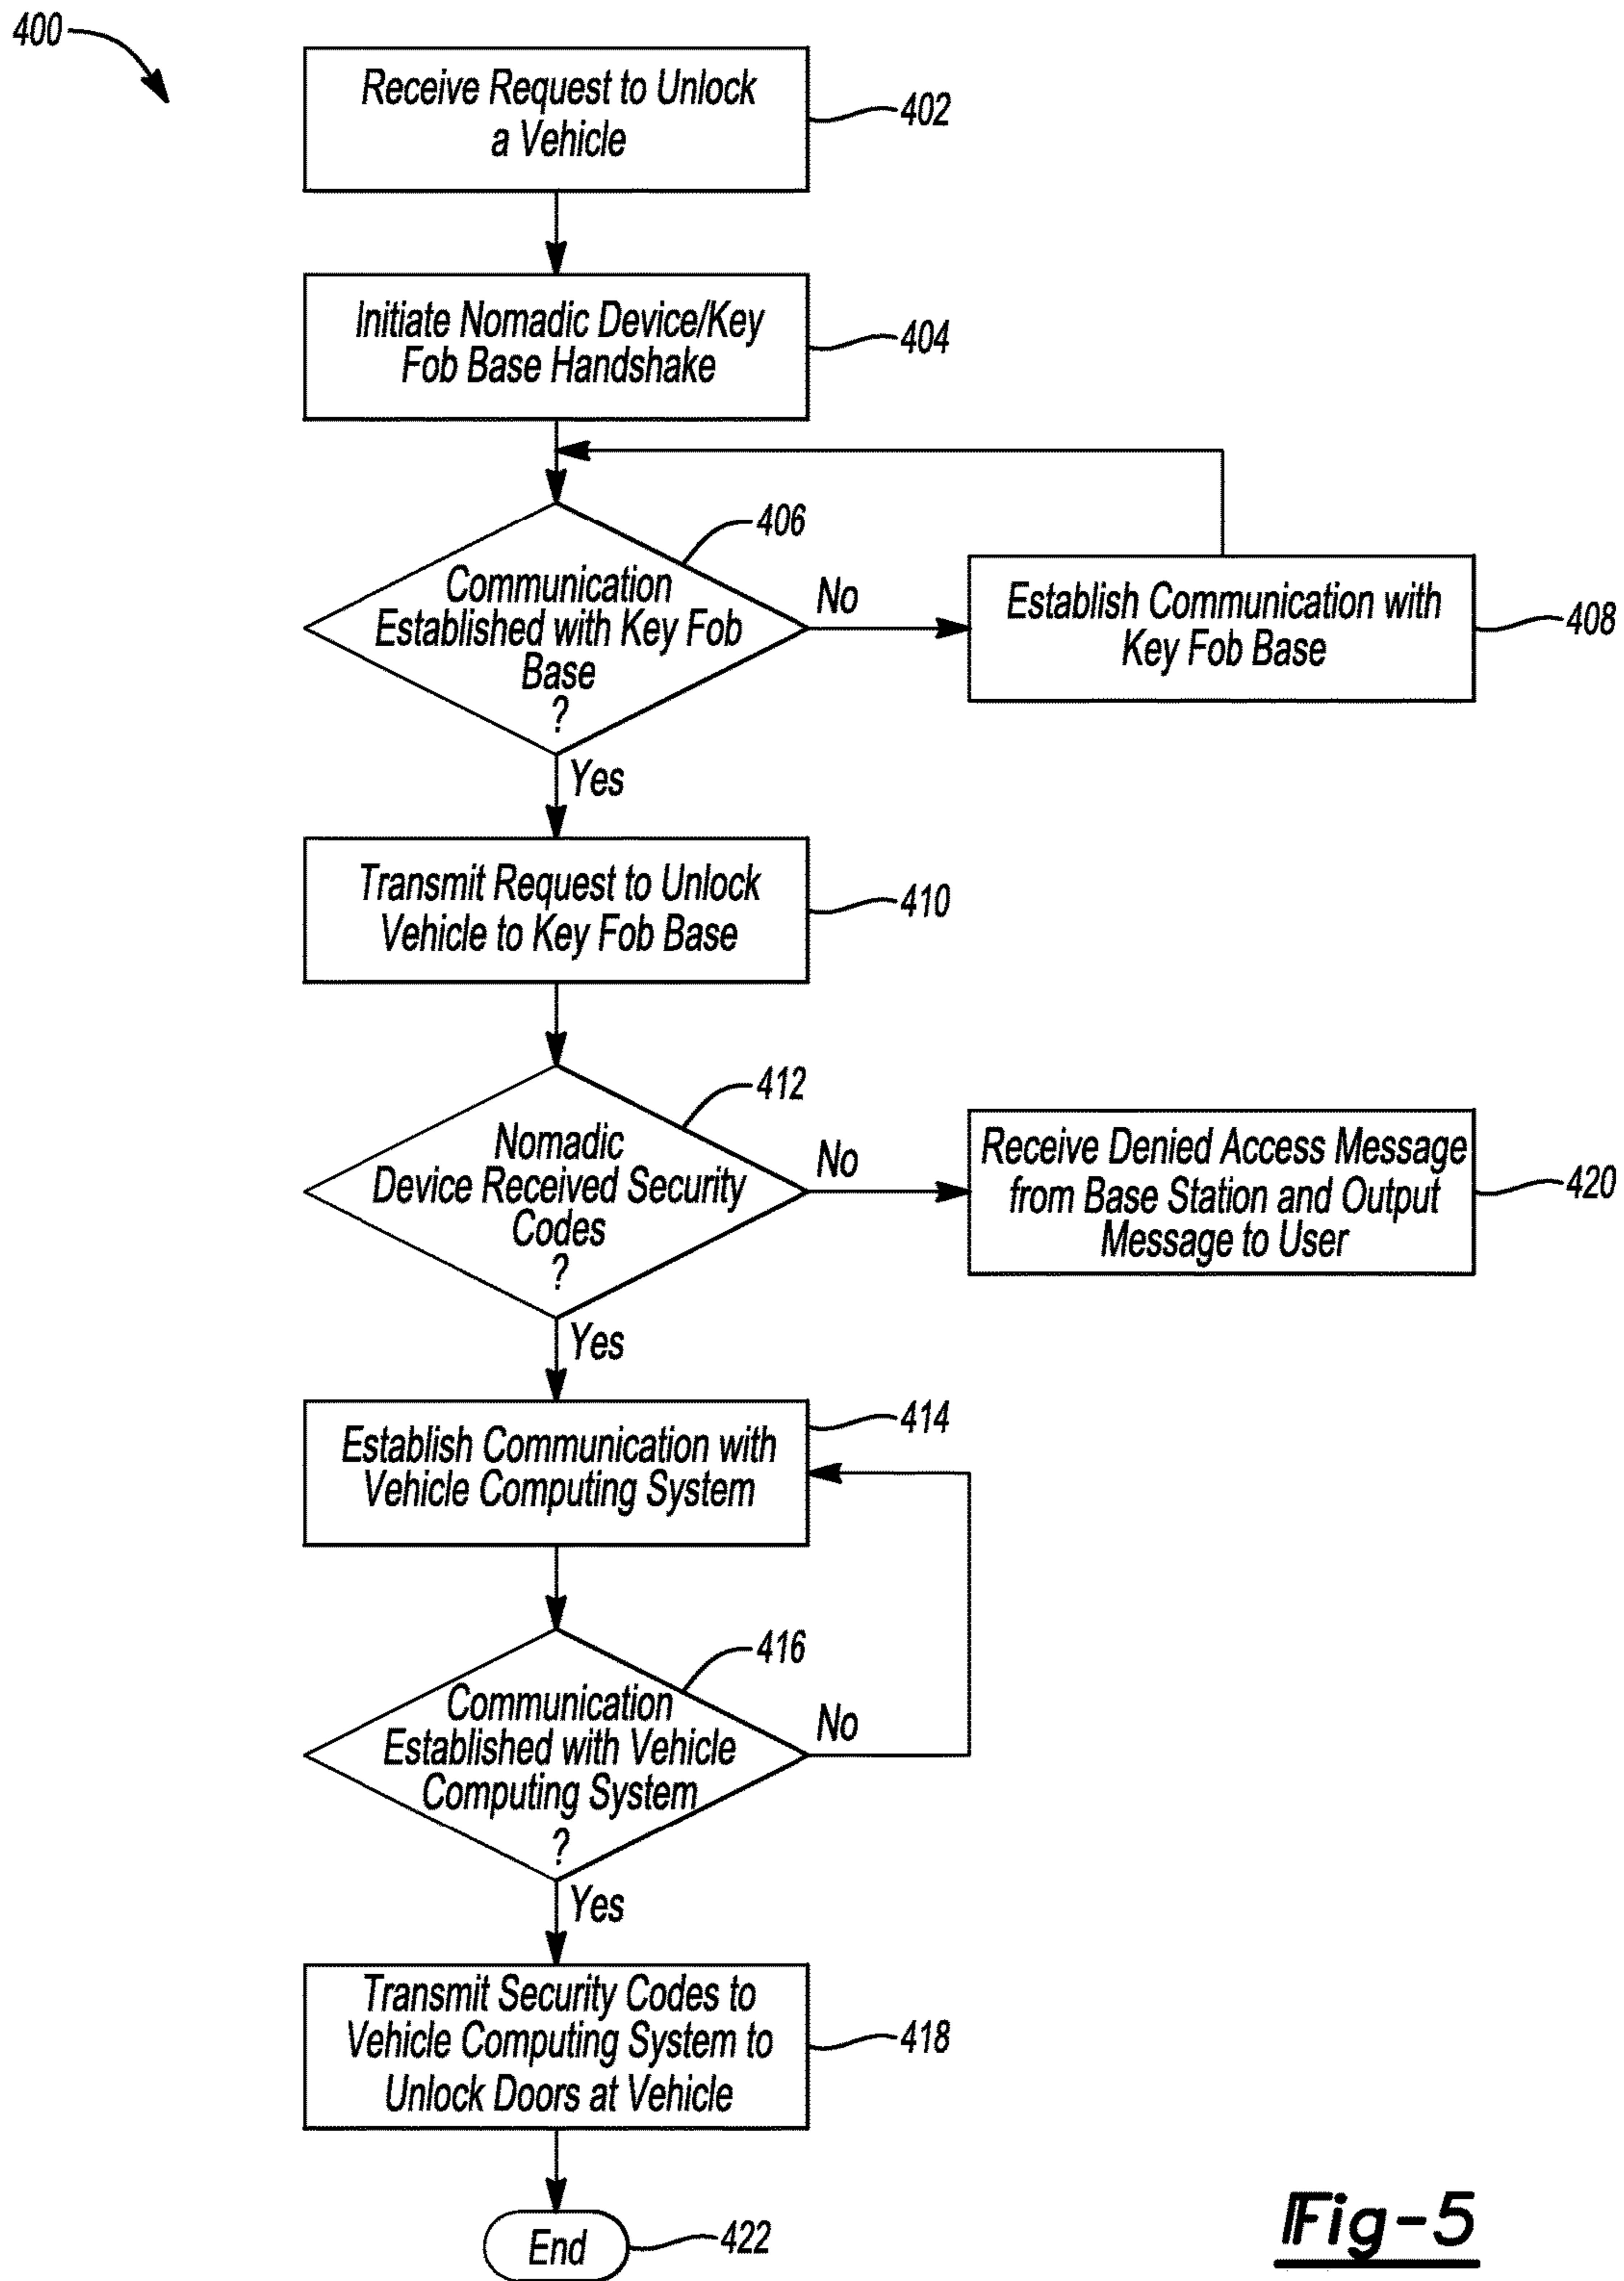 400
Receive Request to Unlock
a Vehicle
402
Initiate Nomadic Device/Key
Fob Base Handshake
404
406
Communication
Established with Key Fob
Base
?
No
Establish Communication with
Key Fob Base
408
Yes
Transmit Request to Unlock
Vehicle to Key Fob Base
410
412
Nomadic
Device Received Security
Codes
?
No
Receive Denied Access Message
from Base Station and Output
Message to User
420
Yes
Establish Communication with
Vehicle Computing System
414
416
Communication
Established with Vehicle
Computing System
?
No
Yes
Transmit Security Codes to
Vehicle Computing System to
Unlock Doors at Vehicle
418
End
422
Fig-5